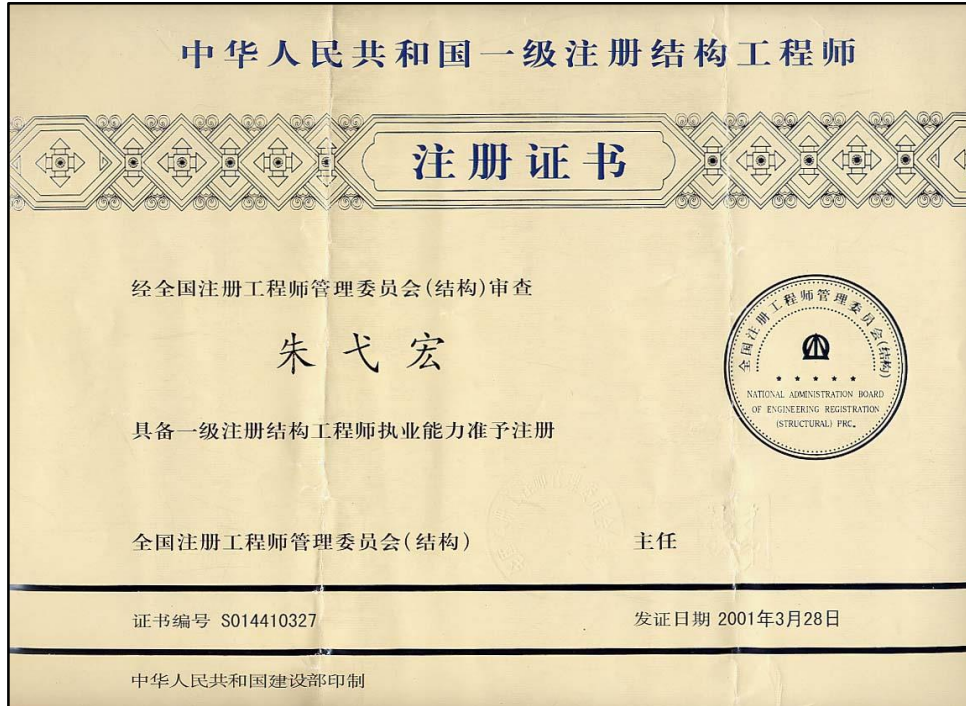 中华人民共和国一级注册结构工程师
注册证书
经全国注册工程师管理委员会(结构)审查
朱弋宏
具备一级注册结构工程师执业能力准予注册
全国注册工程师管理委员会(结构)
NATIONAL ADMINISTRATION BOARD
OF ENGINEERING REGISTRATION
(STRUCTURAL) PRC.
全国注册工程师管理委员会(结构)
主任
证书编号 S014410327
发证日期 2001年3月28日
中华人民共和国建设部印制